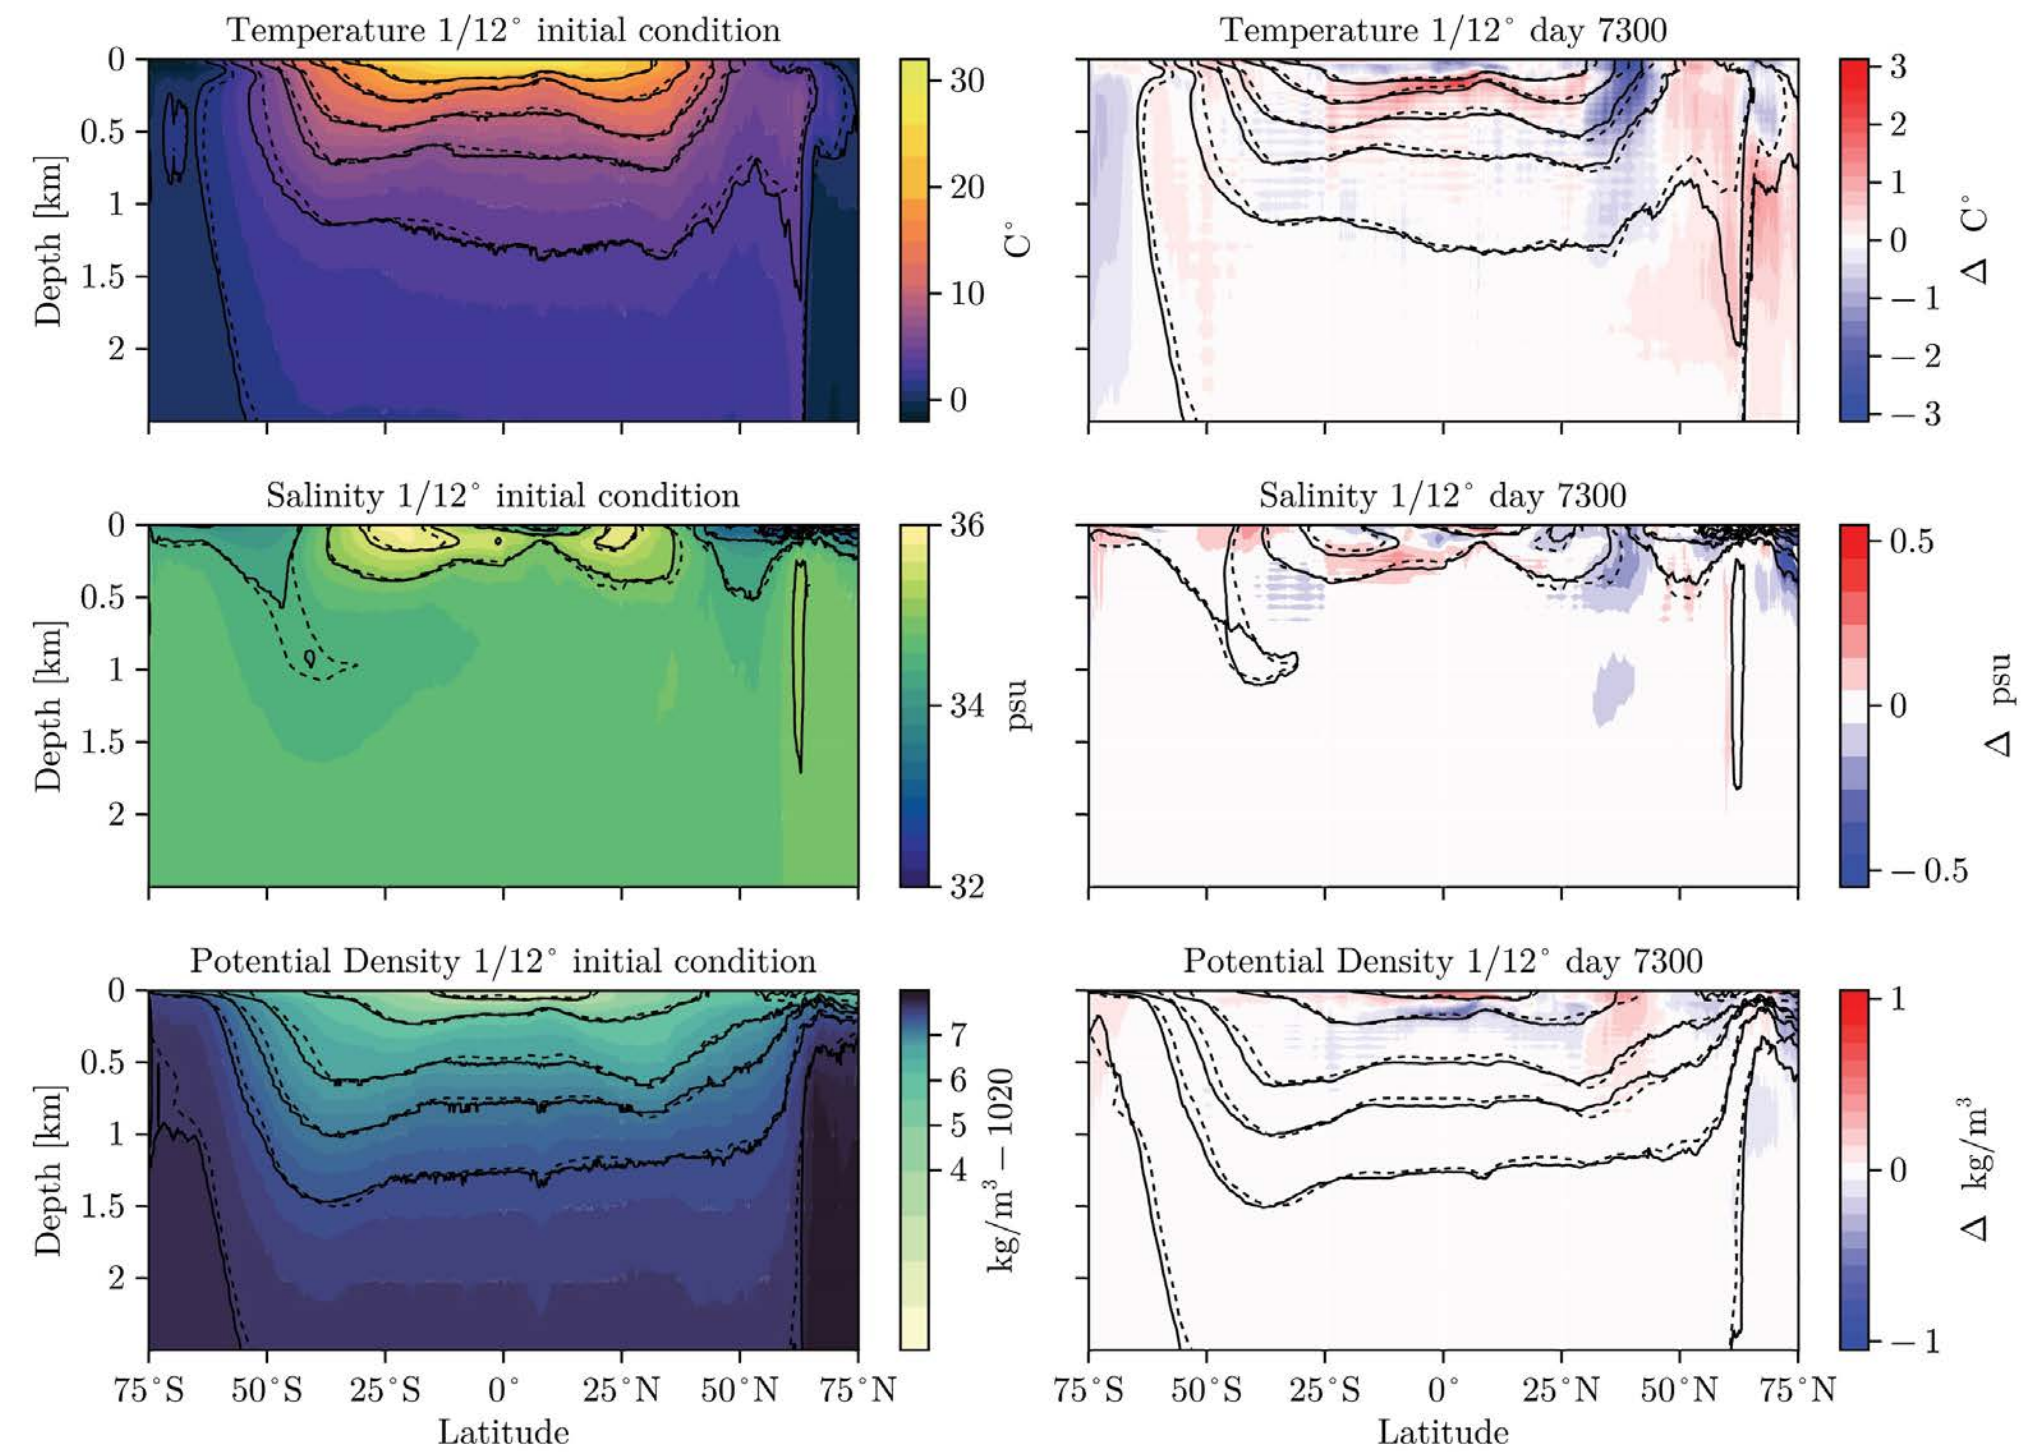 Temperature 1/12° initial condition
0
0.5
1
1.5
2
Depth [km]
30
20
10
0
C°
Temperature 1/12° day 7300
3
2
1
0
−1
−2
−3
Δ C°
Salinity 1/12° initial condition
0
0.5
1
1.5
2
Depth [km]
36
34
32
psu
Salinity 1/12° day 7300
0.5
0
−0.5
Δ psu
Potential Density 1/12° initial condition
0
0.5
1
1.5
2
Depth [km]
75°S 50°S 25°S 0° 25°N 50°N 75°N
Latitude
7
6
5
4
kg/m³ − 1020
Potential Density 1/12° day 7300
75°S 50°S 25°S 0 25°N 50°N 75°N
Latitude
1
0
−1
Δ kg/m³